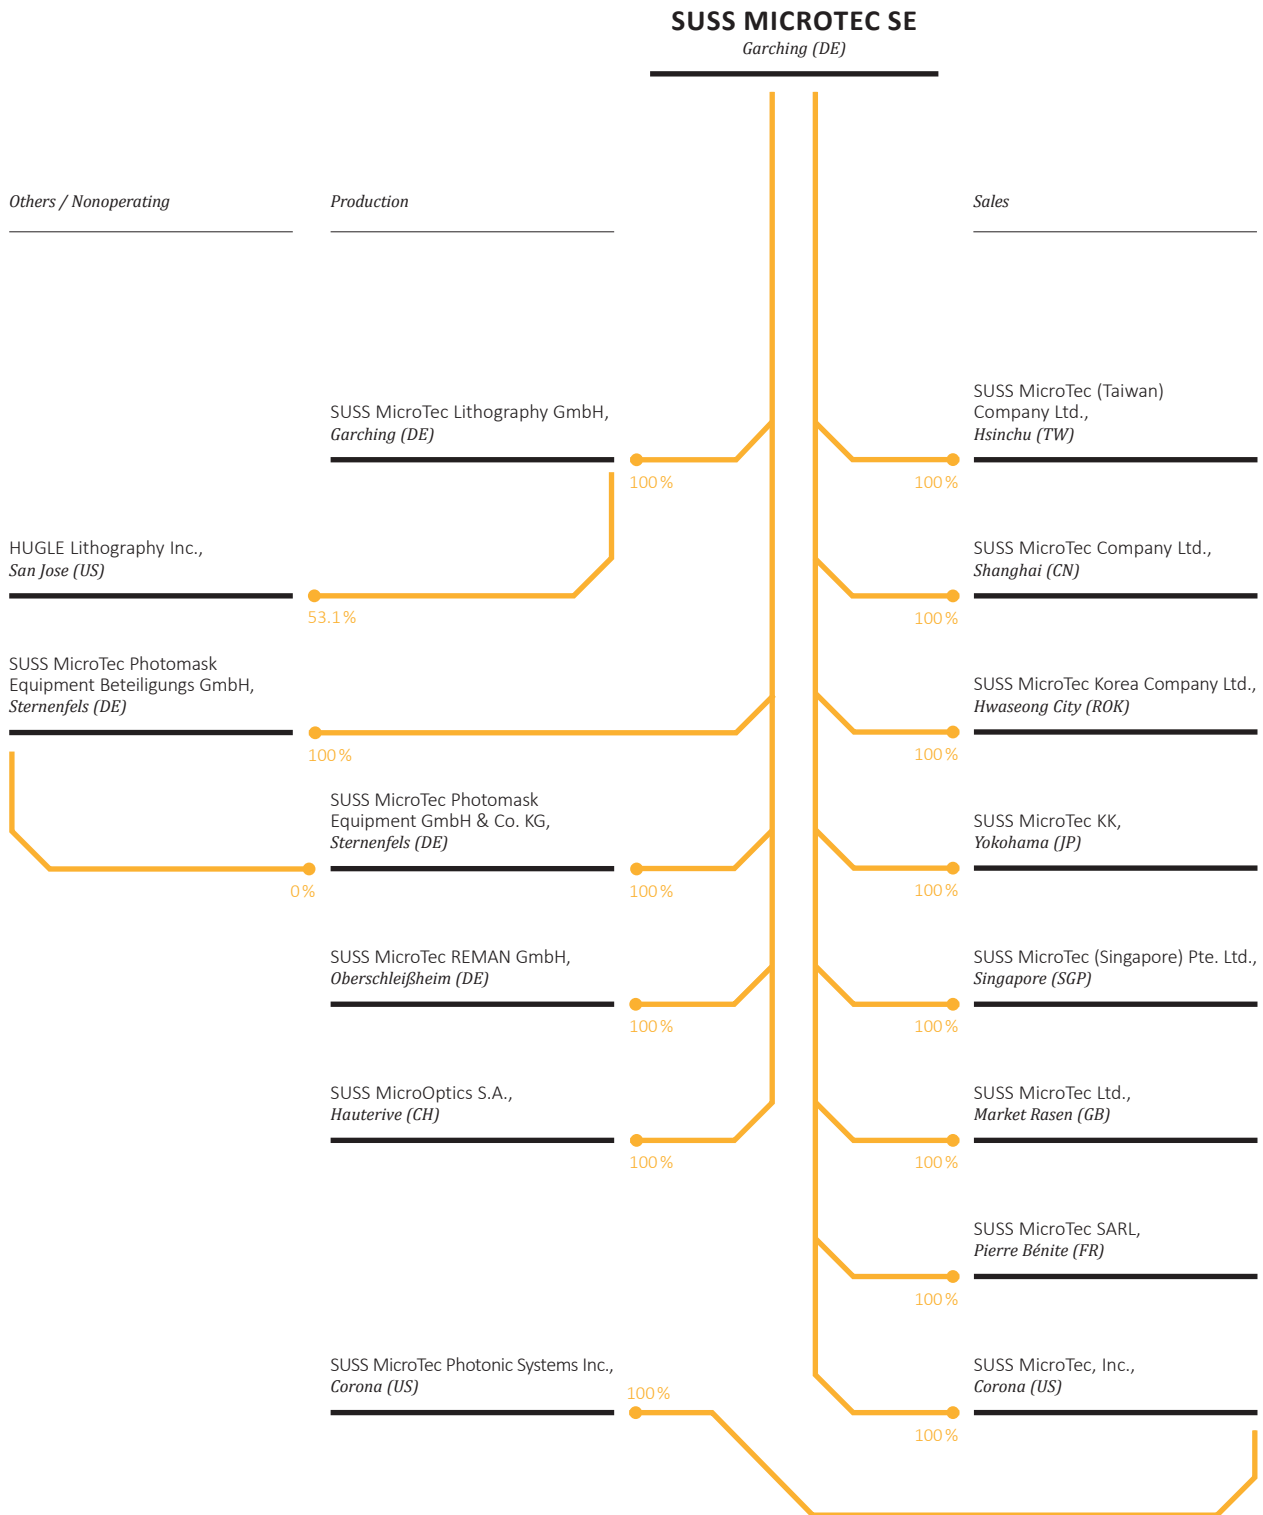 SUSS MICROTEC SE
Garching (DE)
Others / Nonoperating
Production
Sales
SUSS MicroTec Lithography GmbH,
Garching (DE)
100 %
SUSS MicroTec (Taiwan)
Company Ltd.,
Hsinchu (TW)
100 %
HUGLE Lithography Inc.,
San Jose (US)
53.1 %
SUSS MicroTec Company Ltd.,
Shanghai (CN)
100 %
SUSS MicroTec Photomask
Equipment Beteiligungs GmbH,
Sternenfels (DE)
100 %
SUSS MicroTec Korea Company Ltd.,
Hwaseong City (ROK)
100 %
SUSS MicroTec Photomask
Equipment GmbH & Co. KG,
Sternenfels (DE)
0 %
100 %
SUSS MicroTec KK,
Yokohama (JP)
100 %
SUSS MicroTec REMAN GmbH,
Oberschleißheim (DE)
100 %
SUSS MicroTec (Singapore) Pte. Ltd.,
Singapore (SGP)
100 %
SUSS MicroOptics S.A.,
Hauterive (CH)
100 %
SUSS MicroTec Ltd.,
Market Rasen (GB)
100 %
SUSS MicroTec SARL,
Pierre Bénite (FR)
100 %
SUSS MicroTec Photonic Systems Inc.,
Corona (US)
100 %
SUSS MicroTec, Inc.,
Corona (US)
100 %